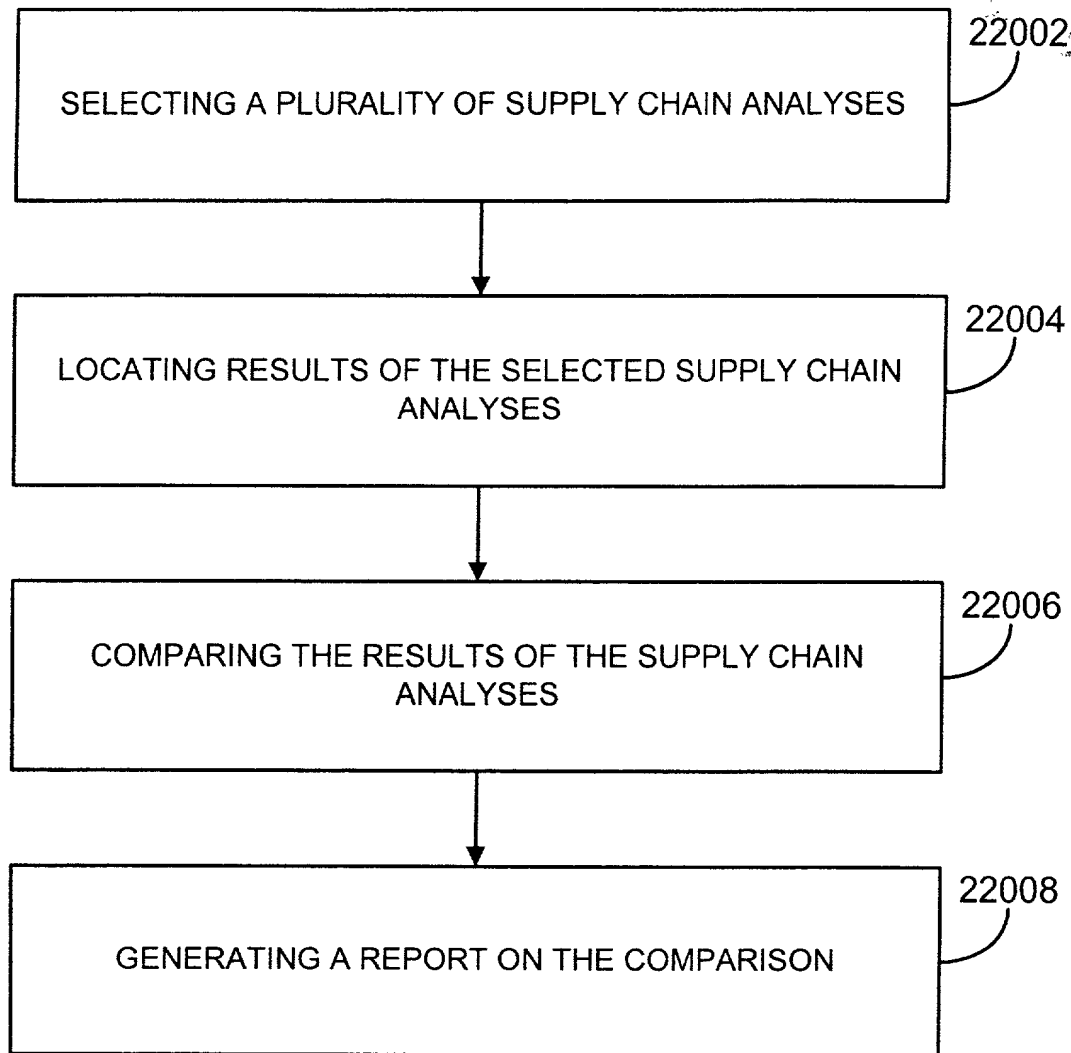 22002
SELECTING A PLURALITY OF SUPPLY CHAIN ANALYSES
22004
LOCATING RESULTS OF THE SELECTED SUPPLY CHAIN
ANALYSES
22006
COMPARING THE RESULTS OF THE SUPPLY CHAIN
ANALYSES
22008
GENERATING A REPORT ON THE COMPARISON